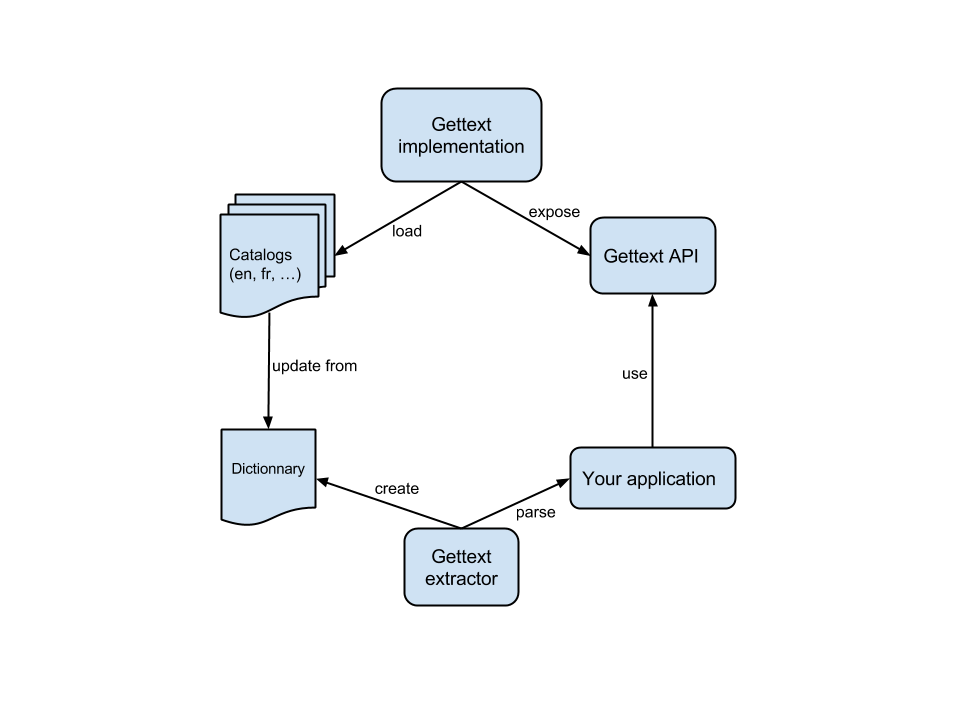 Gettext
implementation
expose
load
Gettext API
Catalogs
(en, fr, …)
update from
use
Dictionnary
Your application
create
parse
Gettext
extractor